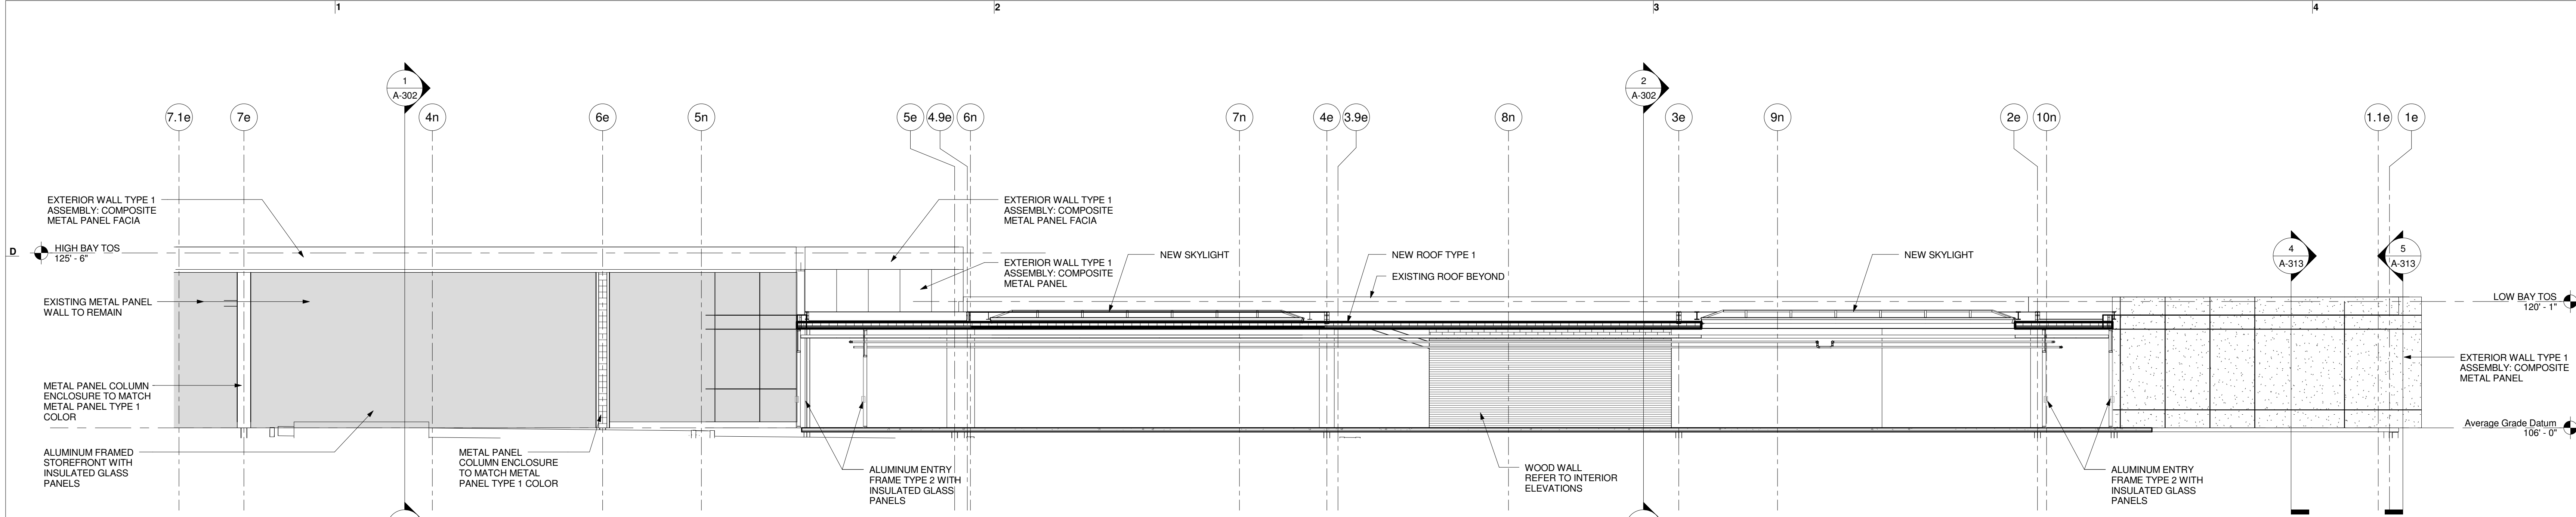 1
2
3
4
1
A-302
2
A-302
7.1e
7e
4n
6e
5n
5e
4.9e
6n
7n
4e
3.9e
8n
3e
9n
2e
10n
1.1e
1e
EXTERIOR WALL TYPE 1
ASSEMBLY: COMPOSITE
METAL PANEL FACIA
EXTERIOR WALL TYPE 1
ASSEMBLY: COMPOSITE
METAL PANEL FACIA
D
HIGH BAY TOS
125' - 6"
NEW SKYLIGHT
NEW ROOF TYPE 1
NEW SKYLIGHT
4
A-313
5
A-313
EXTERIOR WALL TYPE 1
ASSEMBLY: COMPOSITE
METAL PANEL
EXISTING ROOF BEYOND
EXISTING METAL PANEL
WALL TO REMAIN
LOW BAY TOS
120' - 1"
EXTERIOR WALL TYPE 1
ASSEMBLY: COMPOSITE
METAL PANEL
METAL PANEL COLUMN
ENCLOSURE TO MATCH
METAL PANEL TYPE 1
COLOR
Average Grade Datum
106' - 0"
ALUMINUM FRAMED
STOREFRONT WITH
INSULATED GLASS
PANELS
METAL PANEL
COLUMN ENCLOSURE
TO MATCH METAL
PANEL TYPE 1 COLOR
ALUMINUM ENTRY
FRAME TYPE 2 WITH
INSULATED GLASS
PANELS
WOOD WALL
REFER TO INTERIOR
ELEVATIONS
ALUMINUM ENTRY
FRAME TYPE 2 WITH
INSULATED GLASS
PANELS